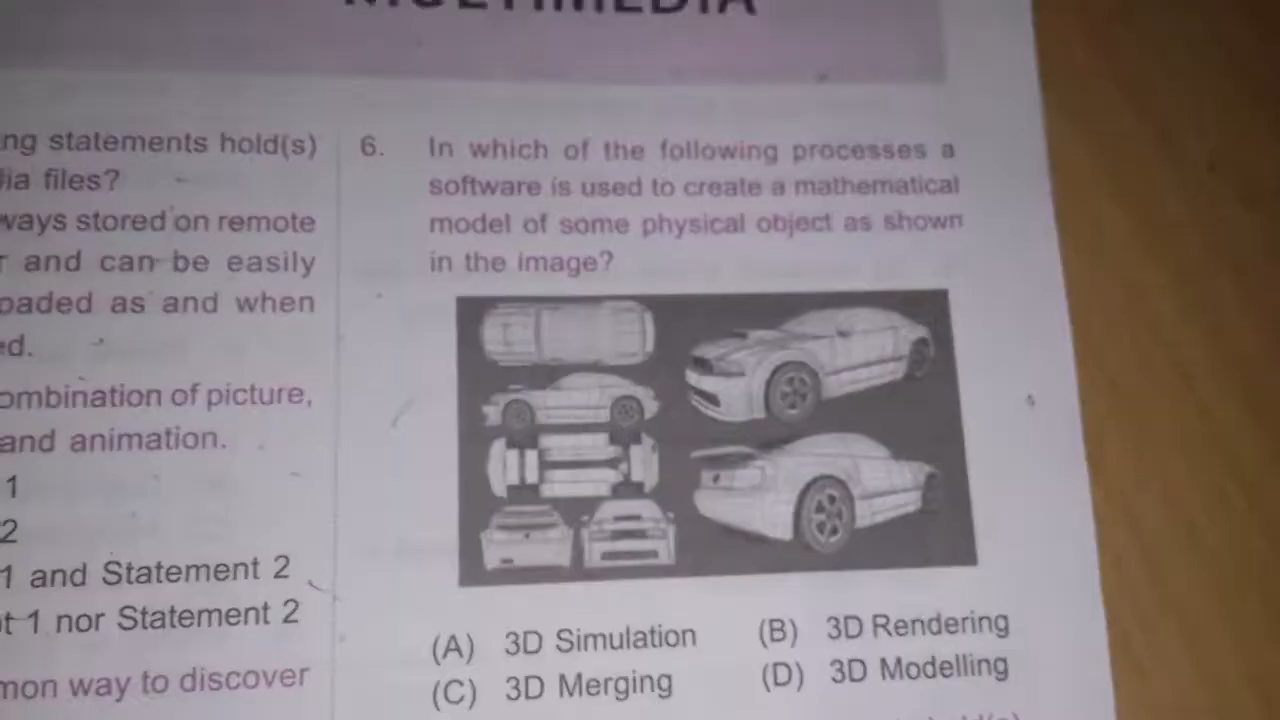 MULTIMEDIA
ng statements hold(s)
ia files?
ways stored on remote
and can be easily
oaded as and when
ed.
ombination of picture,
and animation.
1
2
1 and Statement 2
t 1 nor Statement 2
mon way to discover
6. In which of the following processes a
software is used to create a mathematical
model of some physical object as shown
in the image?
(A) 3D Simulation (B) 3D Rendering
(C) 3D Merging (D) 3D Modelling